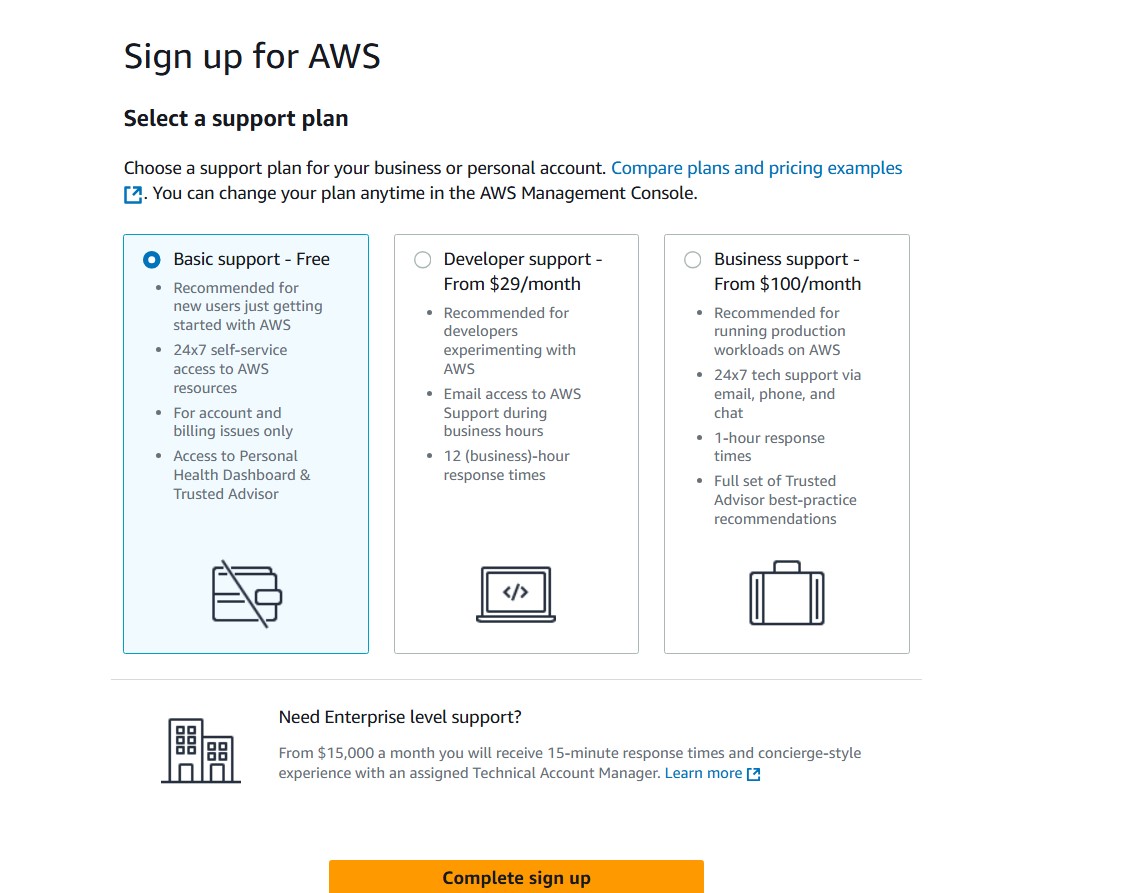 Sign up for AWS
Select a support plan
Choose a support plan for your business or personal account. Compare plans and pricing examples
. You can change your plan anytime in the AWS Management Console.
Basic support - Free
• Recommended for
new users just getting
started with AWS
• 24x7 self-service
access to AWS
resources
• For account and
billing issues only
• Access to Personal
Health Dashboard &
Trusted Advisor
Developer support -
From $29/month
• Recommended for
developers
experimenting with
AWS
• Email access to AWS
Support during
business hours
• 12 (business)-hour
response times
</>
Business support -
From $100/month
• Recommended for
running production
workloads on AWS
• 24x7 tech support via
email, phone, and
chat
• 1-hour response
times
• Full set of Trusted
Advisor best-practice
recommendations
Need Enterprise level support?
From $15,000 a month you will receive 15-minute response times and concierge-style
experience with an assigned Technical Account Manager. Learn more
Complete sign up